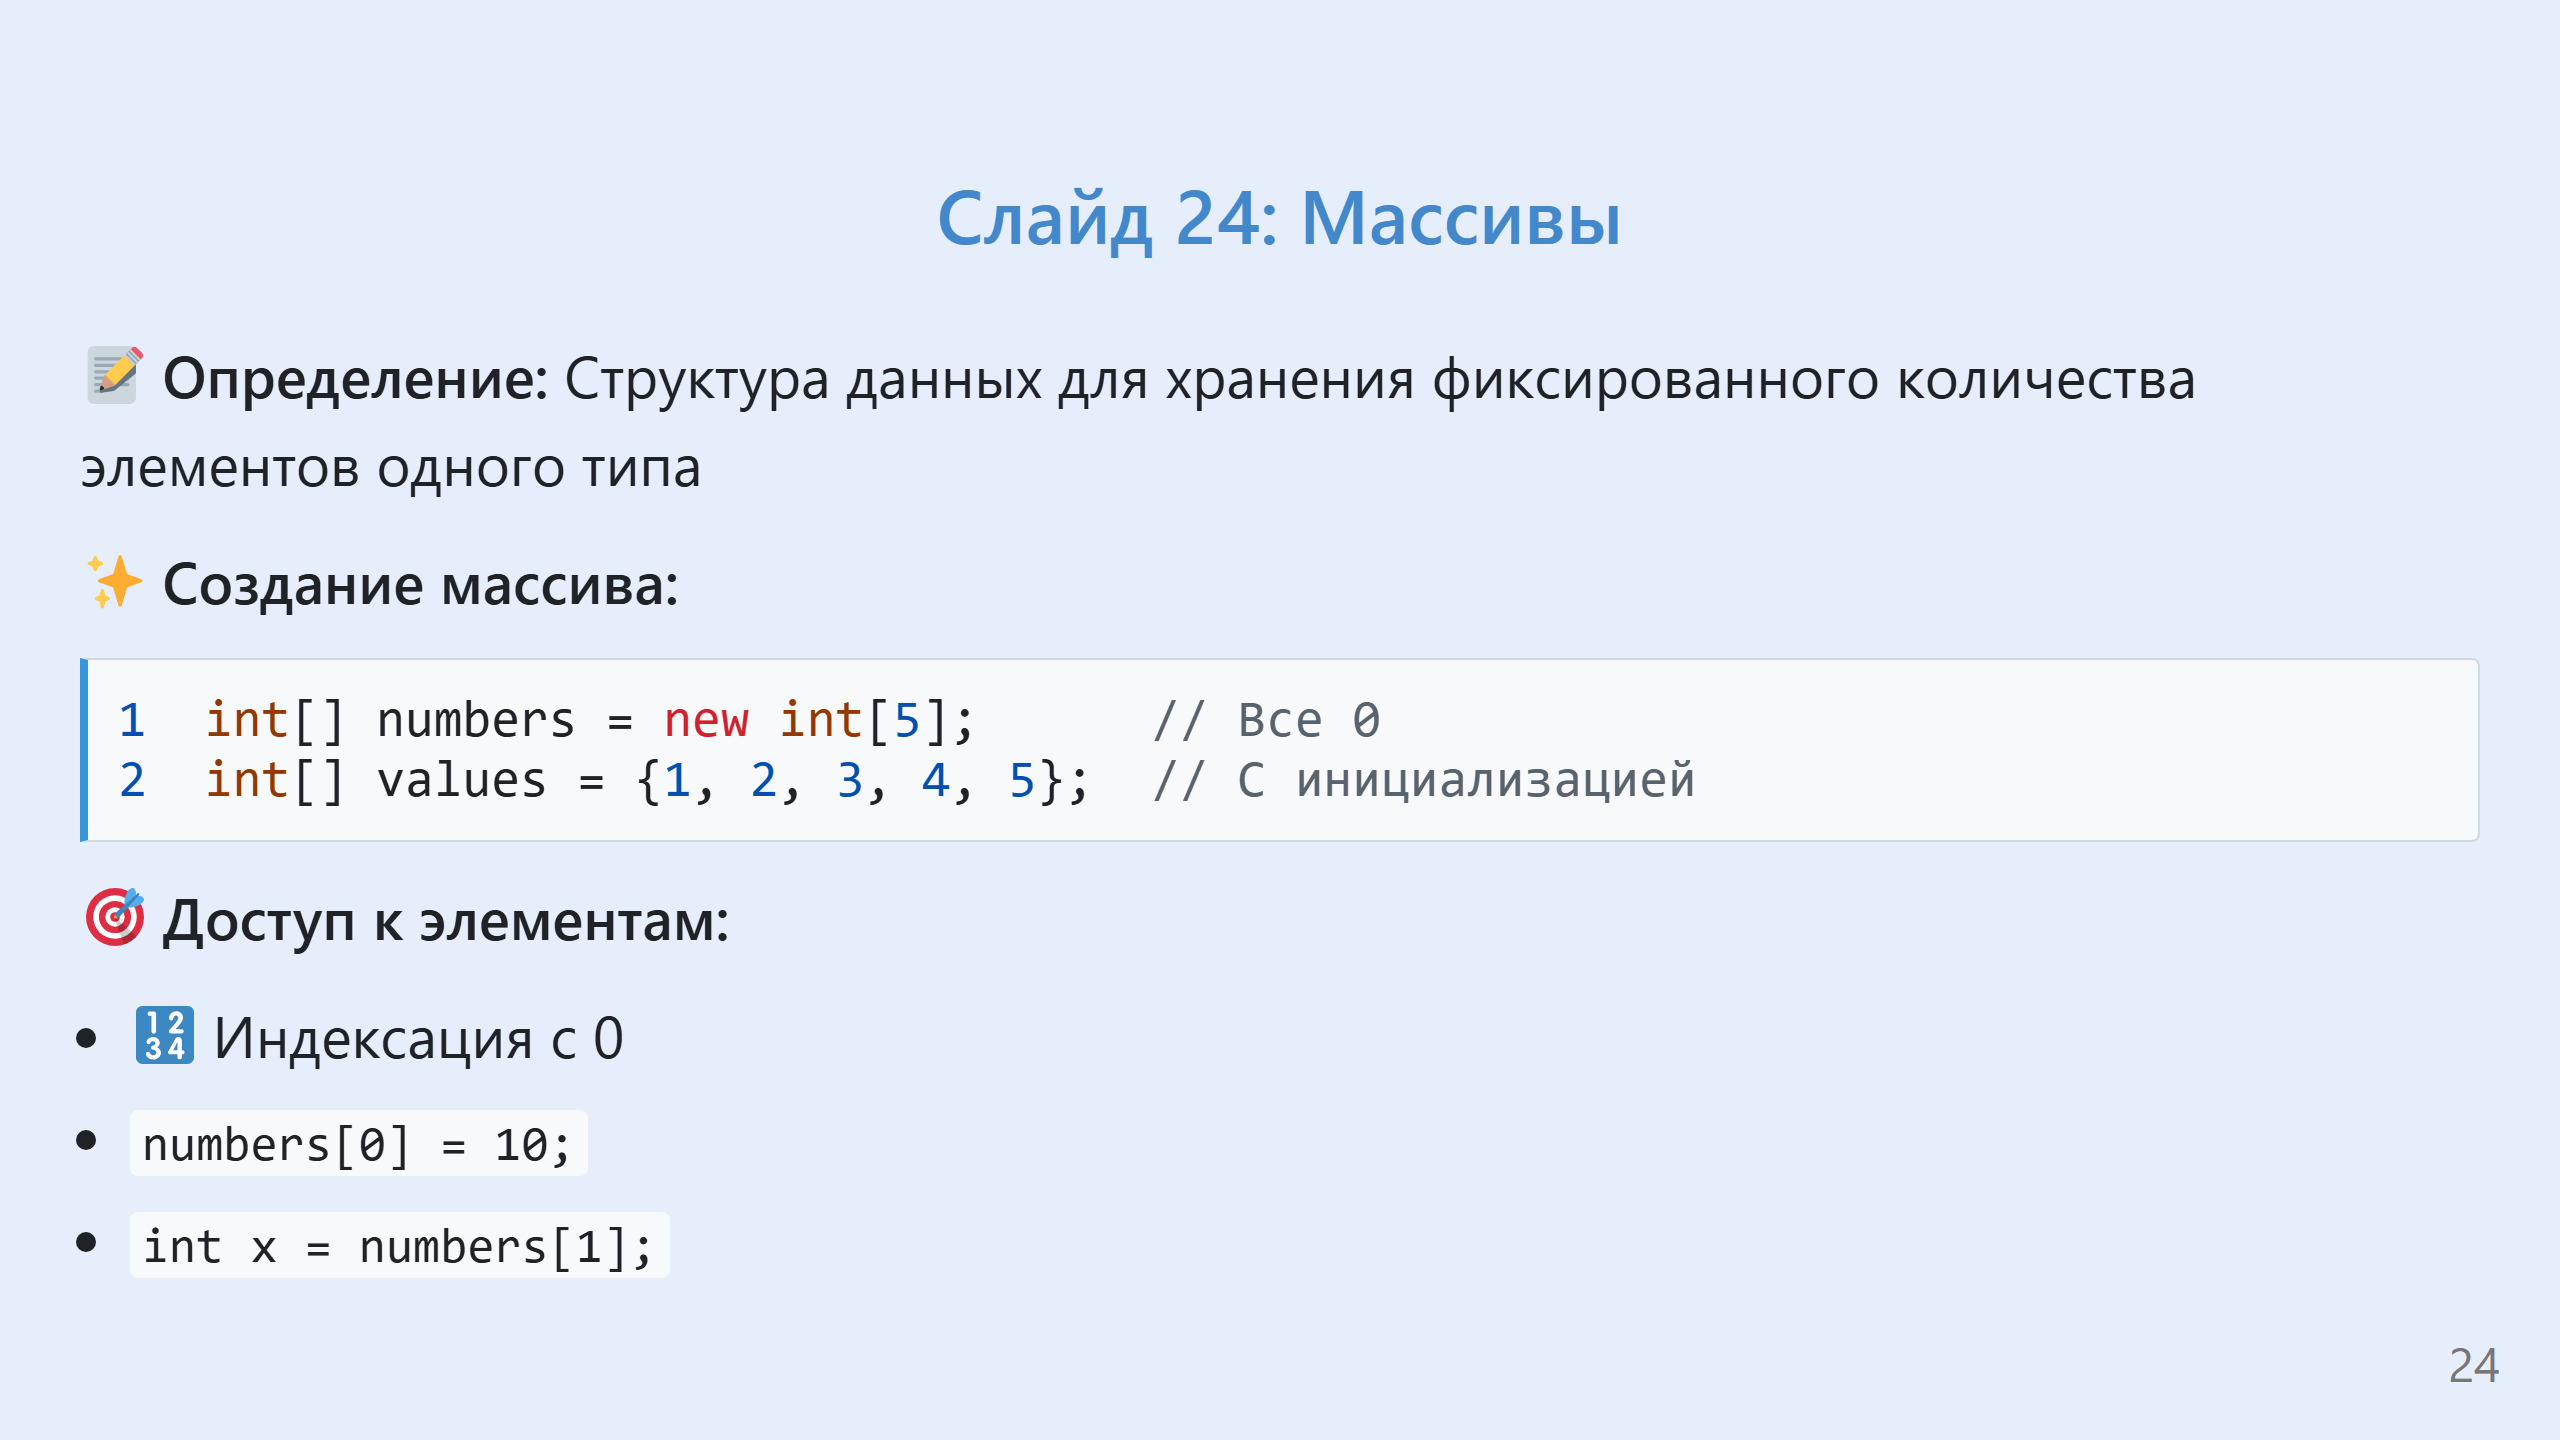 Слайд 24: Массивы
📝 Определение: Структура данных для хранения фиксированного количества
элементов одного типа
✨ Создание массива:
1  int[] numbers = new int[5];      // Все 0
2  int[] values = {1, 2, 3, 4, 5};  // С инициализацией
🎯 Доступ к элементам:
• 🔢 Индексация с 0
• numbers[0] = 10;
• int x = numbers[1];
24